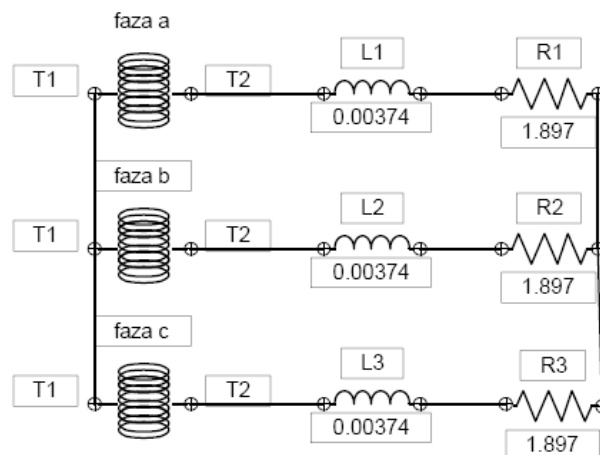 faza a
T1
T2
L1
0.00374
R1
1.897
faza b
T1
T2
L2
0.00374
R2
1.897
faza c
T1
T2
L3
0.00374
R3
1.897